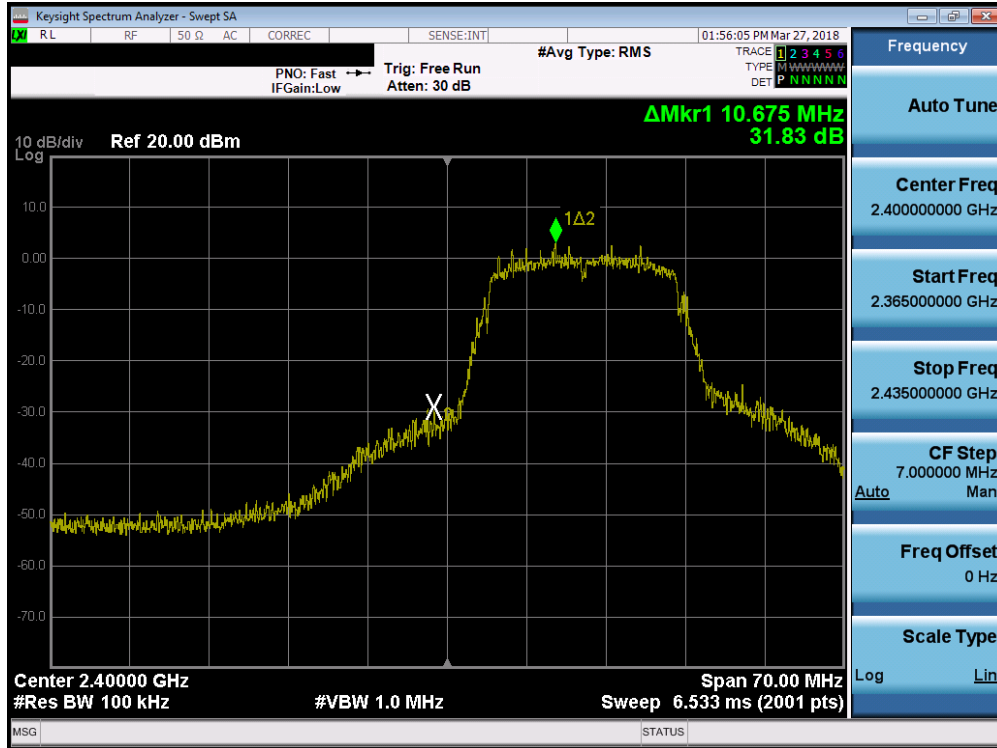 Keysight Spectrum Analyzer - Swept SA
LXI RL RF 50 Ω AC CORREC SENSE:INT 01:56:05 PM Mar 27, 2018
#Avg Type: RMS
TRACE 1 2 3 4 5 6
TYPE M W W W W W
DET P N N N N N
PNO: Fast
IFGain:Low
Trig: Free Run
Atten: 30 dB
ΔMkr1 10.675 MHz
31.83 dB
10 dB/div
Log
Ref 20.00 dBm
1Δ2
X
10.0
0.00
-10.0
-20.0
-30.0
-40.0
-50.0
-60.0
-70.0
Center 2.40000 GHz
Span 70.00 MHz
#Res BW 100 kHz
#VBW 1.0 MHz
Sweep 6.533 ms (2001 pts)
MSG
STATUS
Frequency
Auto Tune
Center Freq
2.400000000 GHz
Start Freq
2.365000000 GHz
Stop Freq
2.435000000 GHz
CF Step
7.000000 MHz
Auto Man
Freq Offset
0 Hz
Scale Type
Log Lin